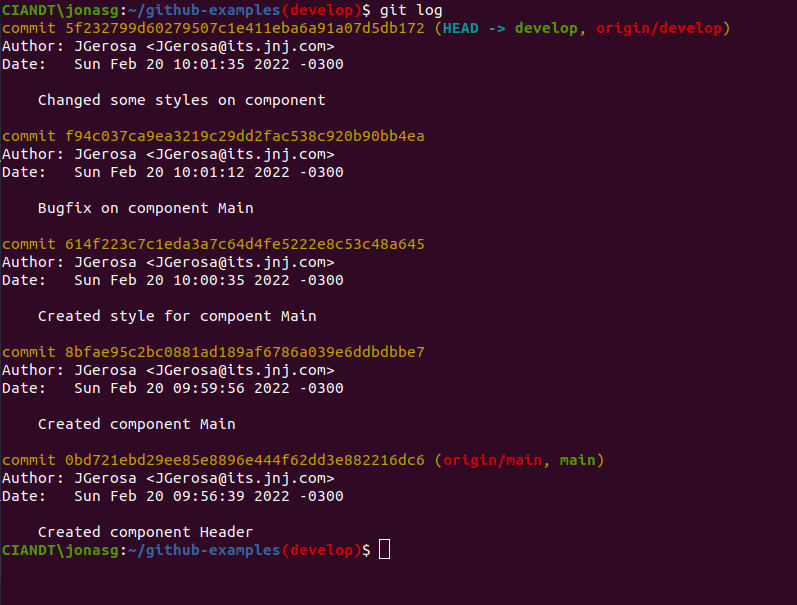 CIANDT\jonasg:~/github-examples(develop)$ git log
commit 5f232799d60279507c1e411eba6a91a07d5db172 (HEAD -> develop, origin/develop)
Author: JGerosa <JGerosa@its.jnj.com>
Date:   Sun Feb 20 10:01:35 2022 -0300
    Changed some styles on component
commit f94c037ca9ea3219c29dd2fac538c920b90bb4ea
Author: JGerosa <JGerosa@its.jnj.com>
Date:   Sun Feb 20 10:01:12 2022 -0300
    Bugfix on component Main
commit 614f223c7c1eda3a7c64d4fe5222e8c53c48a645
Author: JGerosa <JGerosa@its.jnj.com>
Date:   Sun Feb 20 10:00:35 2022 -0300
    Created style for compoent Main
commit 8bfae95c2bc0881ad189af6786a039e6ddbdbbe7
Author: JGerosa <JGerosa@its.jnj.com>
Date:   Sun Feb 20 09:59:56 2022 -0300
    Created component Main
commit 0bd721ebd29ee85e8896e444f62dd3e882216dc6 (origin/main, main)
Author: JGerosa <JGerosa@its.jnj.com>
Date:   Sun Feb 20 09:56:39 2022 -0300
    Created component Header
CIANDT\jonasg:~/github-examples(develop)$